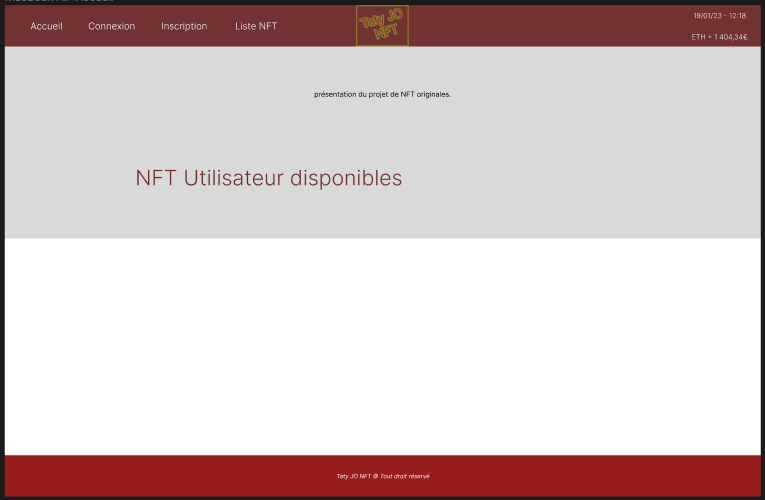 Accueil
Connexion
Inscription
Liste NFT
Taty JO
NFT
19/01/23 - 12:18
ETH = 1 404,34€
présentation du projet de NFT originales.
NFT Utilisateur disponibles
Taty JO NFT @ Tout droit réservé